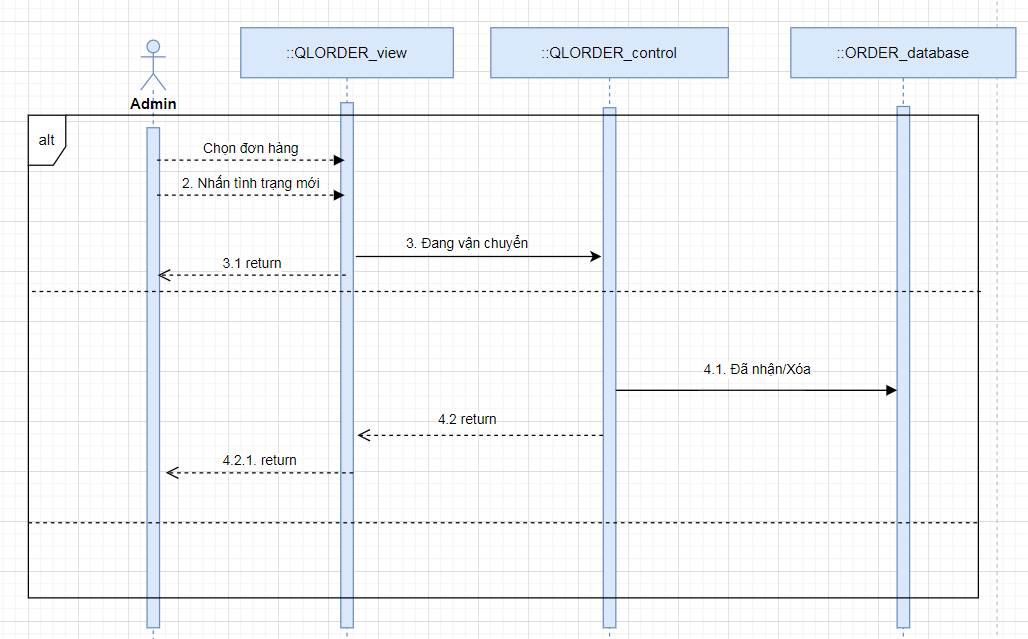 ::QLORDER_view
::QLORDER_control
::ORDER_database
Admin
alt
Chọn đơn hàng
2. Nhấn tình trạng mới
3. Đang vận chuyển
3.1 return
4.1. Đã nhận/Xóa
4.2 return
4.2.1. return